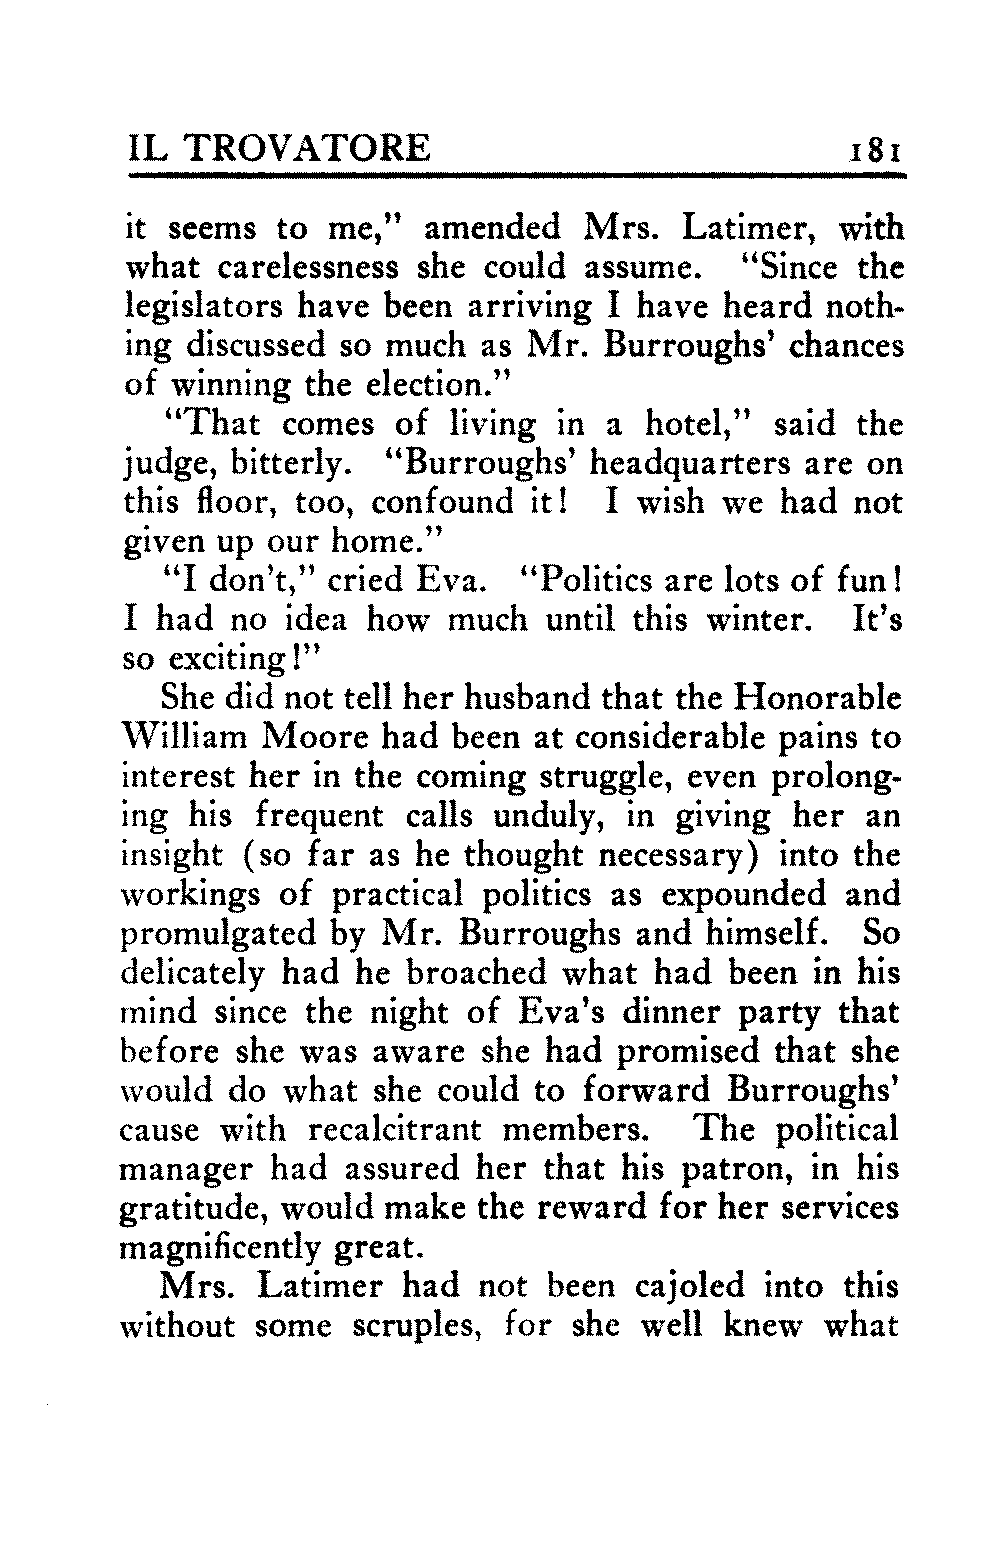 IL TROVATORE 181
it seems to me," amended Mrs. Latimer, with
what carelessness she could assume. "Since the
legislators have been arriving I have heard noth-
ing discussed so much as Mr. Burroughs' chances
of winning the election."
"That comes of living in a hotel," said the
judge, bitterly. "Burroughs' headquarters are on
this floor, too, confound it! I wish we had not
given up our home."
"I don't," cried Eva. "Politics are lots of fun!
I had no idea how much until this winter. It's
so exciting!"
She did not tell her husband that the Honorable
William Moore had been at considerable pains to
interest her in the coming struggle, even prolong-
ing his frequent calls unduly, in giving her an
insight (so far as he thought necessary) into the
workings of practical politics as expounded and
promulgated by Mr. Burroughs and himself. So
delicately had he broached what had been in his
mind since the night of Eva's dinner party that
before she was aware she had promised that she
would do what she could to forward Burroughs'
cause with recalcitrant members. The political
manager had assured her that his patron, in his
gratitude, would make the reward for her services
magnificently great.
Mrs. Latimer had not been cajoled into this
without some scruples, for she well knew what